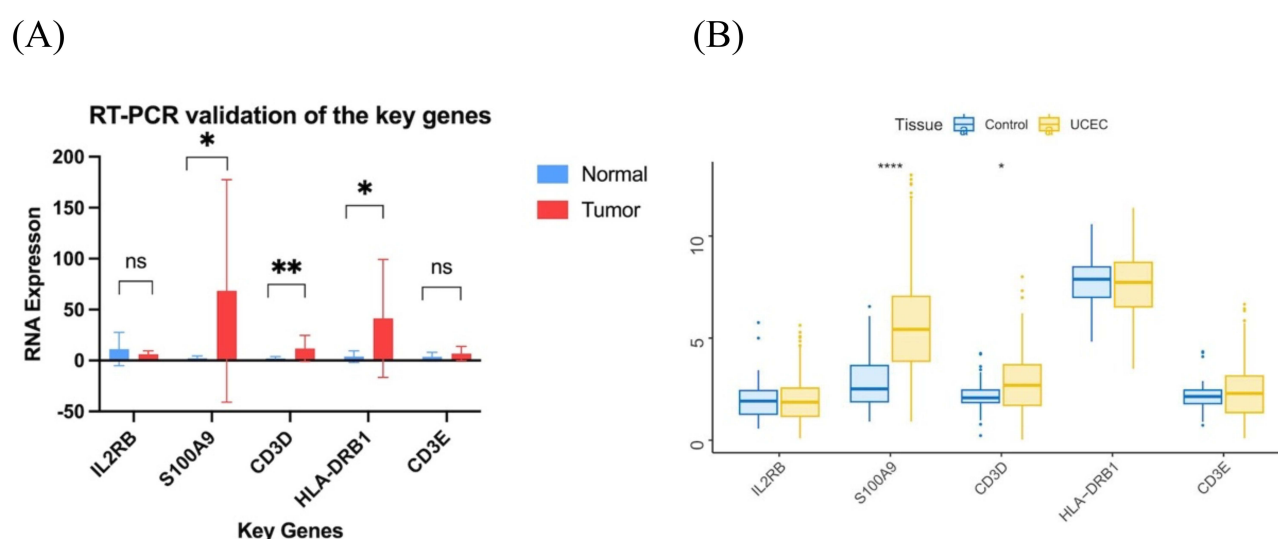 (A)
RT-PCR validation of the key genes
RNA Expresson
200
150
100
50
0
-50
ns
*
**
*
ns
IL2RB
S100A9
CD3D
HLA-DRB1
CD3E
Key Genes
Normal
Tumor
(B)
Tissue Control UCEC
****
*
10
5
0
IL2RB
S100A9
CD3D
HLA-DRB1
CD3E